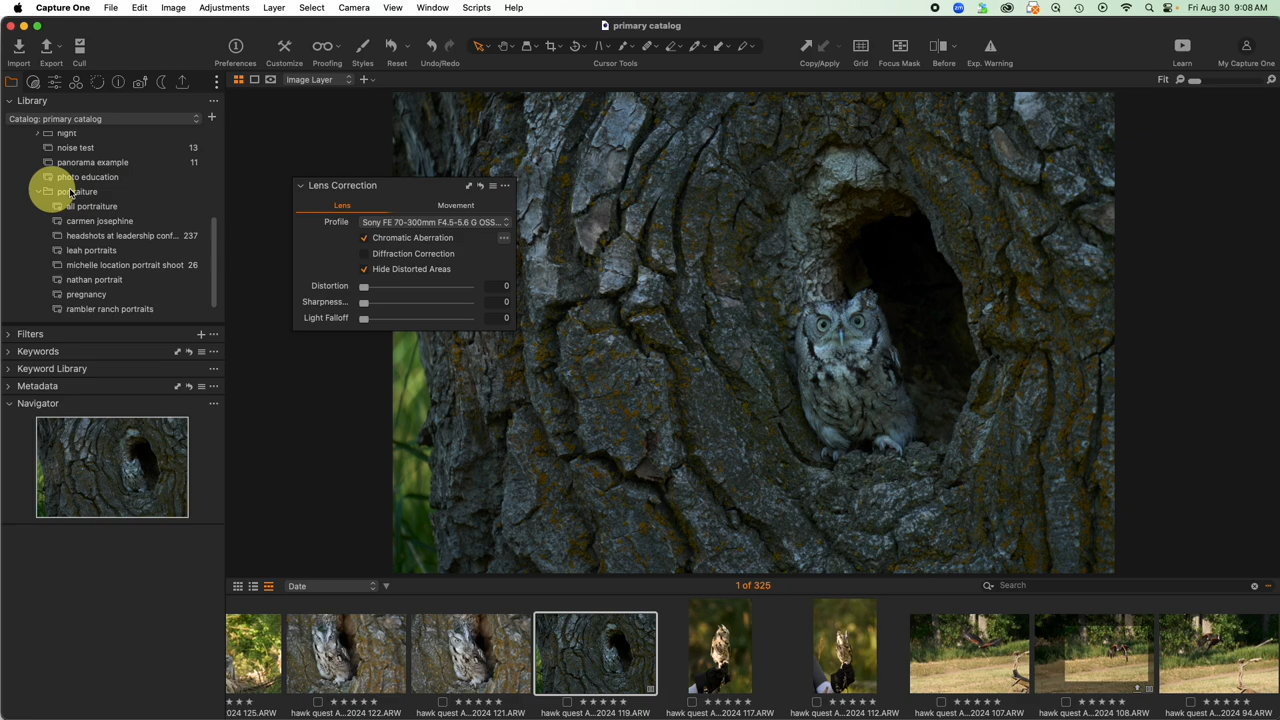 Capture One File Edit Image Adjustments Layer Select Camera View Window Scripts Help Fri Aug 30 9:08 AM
primary catalog
Import Export Cull Preferences Customize Proofing Styles Reset Undo/Redo Cursor Tools Copy/Apply Grid Focus Mask Before Exp. Warning Learn My Capture One
Image Layer Fit
Library
Catalog: primary catalog
night
noise test 13
panorama example 11
photo education
portraiture
all portraiture
carmen josephine
headshots at leadership conf... 237
leah portraits
michelle location portrait shoot 26
nathan portrait
pregnancy
rambler ranch portraits
Filters
Keywords
Keyword Library
Metadata
Navigator
Lens Correction
Lens Movement
Profile Sony FE 70-300mm F4.5-5.6 G OSS...
Chromatic Aberration
Diffraction Correction
Hide Distorted Areas
Distortion 0
Sharpness... 0
Light Falloff 0
Date 1 of 325 Search
024 125.ARW hawk quest A...2024 122.ARW hawk quest A...2024 121.ARW hawk quest A...2024 119.ARW hawk quest A...2024 117.ARW hawk quest A...2024 112.ARW hawk quest A...2024 107.ARW hawk quest A...2024 108.ARW hawk quest A...2024 94.ARW